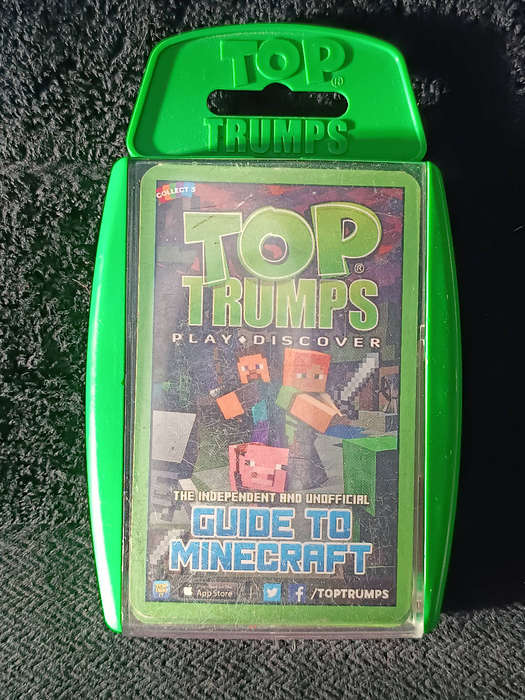 TOP®
TRUMPS
COLLECT 5
TOP®
TRUMPS
PLAY•DISCOVER
THE INDEPENDENT AND UNOFFICIAL
GUIDE TO
MINECRAFT
App Store
/TOPTRUMPS